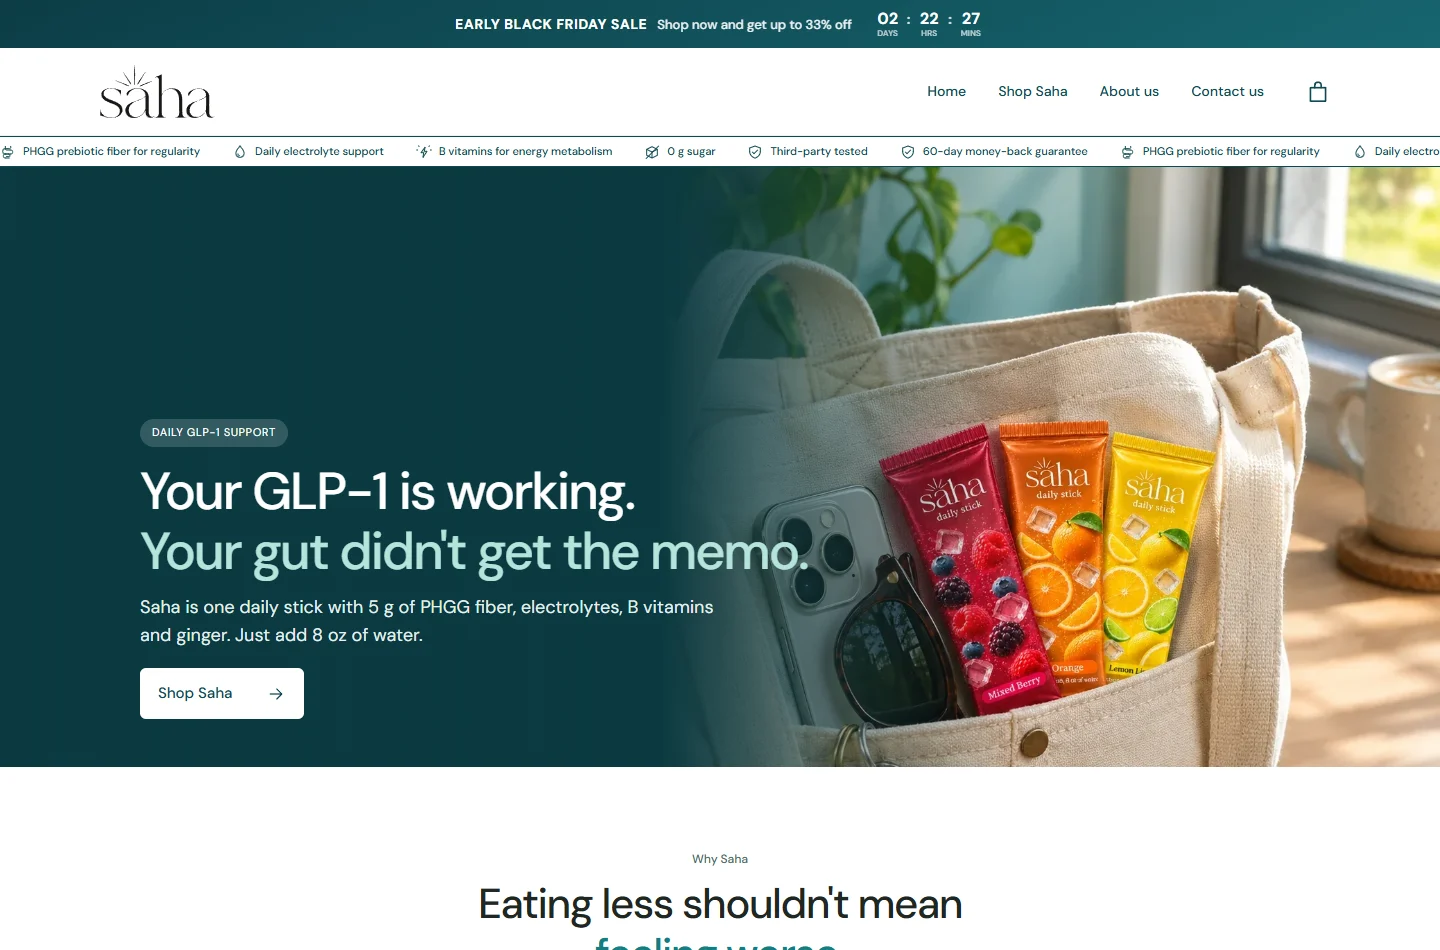 EARLY BLACK FRIDAY SALE Shop now and get up to 33% off 02 : 22 : 27
DAYS HRS MINS
saha
Home Shop Saha About us Contact us
PHGG prebiotic fiber for regularity Daily electrolyte support B vitamins for energy metabolism 0 g sugar Third-party tested 60-day money-back guarantee PHGG prebiotic fiber for regularity Daily electro
DAILY GLP-1 SUPPORT
Your GLP-1 is working.
Your gut didn't get the memo.
Saha is one daily stick with 5 g of PHGG fiber, electrolytes, B vitamins
and ginger. Just add 8 oz of water.
Shop Saha
saha
daily stick
Mixed Berry
saha
daily stick
Orange
saha
daily stick
Lemon
Why Saha
Eating less shouldn't mean
feeling worse